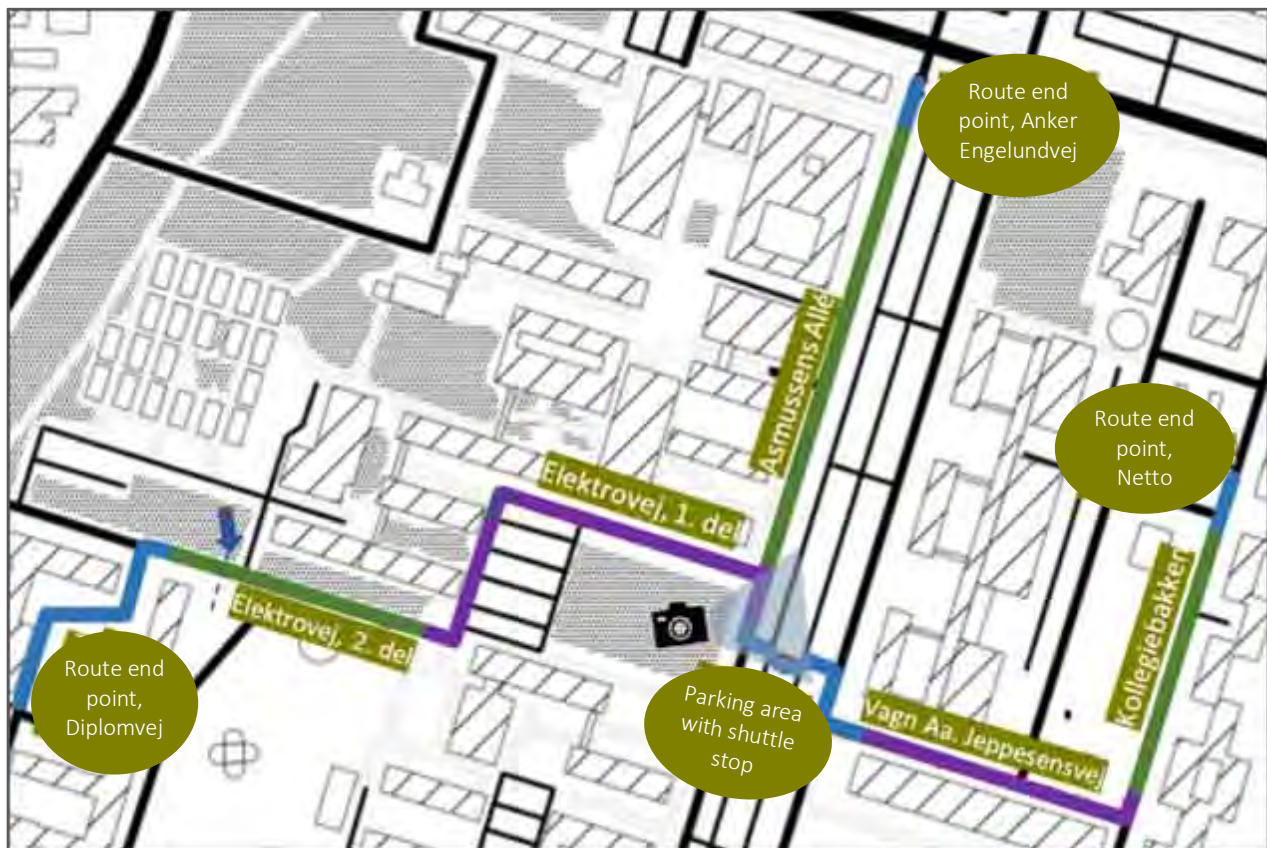 Route end
point, Anker
Engelundvej
Asmussens Allé
Route end
point,
Netto
Elektrovej, 1. del
Kollegiebakken
Elektrovej, 2. del
Route end
point,
Diplomvej
Parking area
with shuttle
stop
Vagn Aa. Jeppesensvej